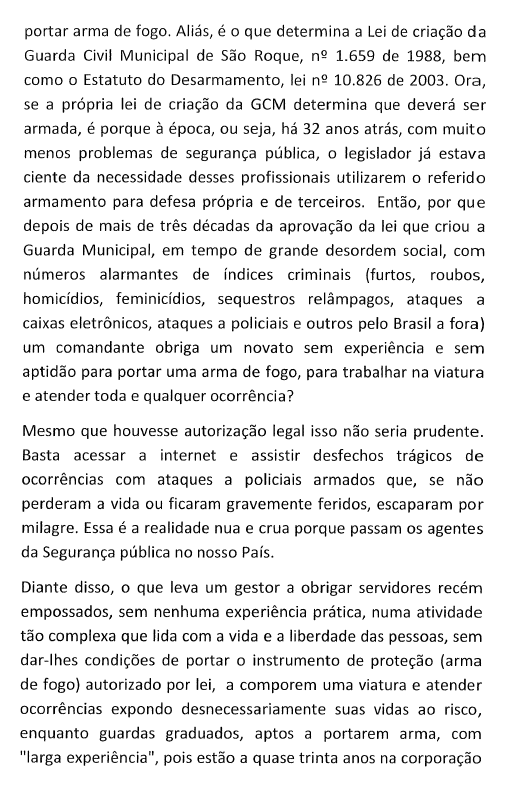 portar arma de fogo. Aliás, é o que determina a Lei de criação da
Guarda Civil Municipal de São Roque, nº 1.659 de 1988, bem
como o Estatuto do Desarmamento, lei nº 10.826 de 2003. Ora,
se a própria lei de criação da GCM determina que deverá ser
armada, é porque à época, ou seja, há 32 anos atrás, com muito
menos problemas de segurança pública, o legislador já estava
ciente da necessidade desses profissionais utilizarem o referido
armamento para defesa própria e de terceiros. Então, por que
depois de mais de três décadas da aprovação da lei que criou a
Guarda Municipal, em tempo de grande desordem social, com
números alarmantes de índices criminais (furtos, roubos,
homicídios, feminicídios, sequestros relâmpagos, ataques a
caixas eletrônicos, ataques a policiais e outros pelo Brasil a fora)
um comandante obriga um novato sem experiência e sem
aptidão para portar uma arma de fogo, para trabalhar na viatura
e atender toda e qualquer ocorrência?
Mesmo que houvesse autorização legal isso não seria prudente.
Basta acessar a internet e assistir desfechos trágicos de
ocorrências com ataques a policiais armados que, se não
perderam a vida ou ficaram gravemente feridos, escaparam por
milagre. Essa é a realidade nua e crua porque passam os agentes
da Segurança pública no nosso País.
Diante disso, o que leva um gestor a obrigar servidores recém
empossados, sem nenhuma experiência prática, numa atividade
tão complexa que lida com a vida e a liberdade das pessoas, sem
dar-lhes condições de portar o instrumento de proteção (arma
de fogo) autorizado por lei, a comporem uma viatura e atender
ocorrências expondo desnecessariamente suas vidas ao risco,
enquanto guardas graduados, aptos a portarem arma, com
"larga experiência", pois estão a quase trinta anos na corporação